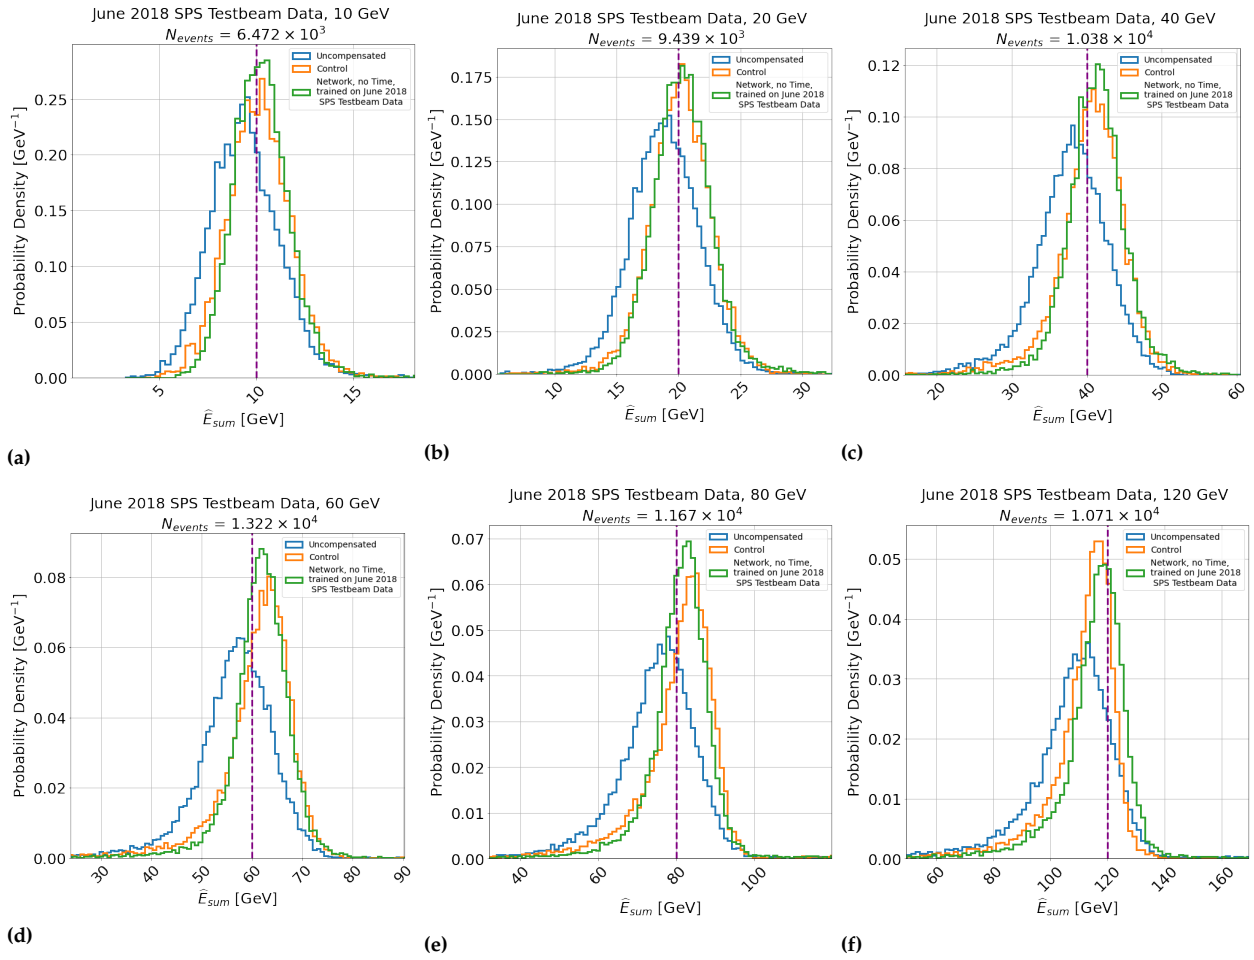 June 2018 SPS Testbeam Data, 10 GeV
N_events = 6.472 × 10³
Uncompensated
Control
Network, no Time,
trained on June 2018
SPS Testbeam Data
Probability Density [GeV⁻¹]
0.25
0.20
0.15
0.10
0.05
0.00
5
10
15
Ê_sum [GeV]
(a)
June 2018 SPS Testbeam Data, 20 GeV
N_events = 9.439 × 10³
Uncompensated
Control
Network, no Time,
trained on June 2018
SPS Testbeam Data
Probability Density [GeV⁻¹]
0.175
0.150
0.125
0.100
0.075
0.050
0.025
0.000
10
15
20
25
30
Ê_sum [GeV]
(b)
June 2018 SPS Testbeam Data, 40 GeV
N_events = 1.038 × 10⁴
Uncompensated
Control
Network, no Time,
trained on June 2018
SPS Testbeam Data
Probability Density [GeV⁻¹]
0.12
0.10
0.08
0.06
0.04
0.02
0.00
20
30
40
50
60
Ê_sum [GeV]
(c)
June 2018 SPS Testbeam Data, 60 GeV
N_events = 1.322 × 10⁴
Uncompensated
Control
Network, no Time,
trained on June 2018
SPS Testbeam Data
Probability Density [GeV⁻¹]
0.08
0.06
0.04
0.02
0.00
30
40
50
60
70
80
90
Ê_sum [GeV]
(d)
June 2018 SPS Testbeam Data, 80 GeV
N_events = 1.167 × 10⁴
Uncompensated
Control
Network, no Time,
trained on June 2018
SPS Testbeam Data
Probability Density [GeV⁻¹]
0.07
0.06
0.05
0.04
0.03
0.02
0.01
0.00
40
60
80
100
Ê_sum [GeV]
(e)
June 2018 SPS Testbeam Data, 120 GeV
N_events = 1.071 × 10⁴
Uncompensated
Control
Network, no Time,
trained on June 2018
SPS Testbeam Data
Probability Density [GeV⁻¹]
0.05
0.04
0.03
0.02
0.01
0.00
60
80
100
120
140
160
Ê_sum [GeV]
(f)